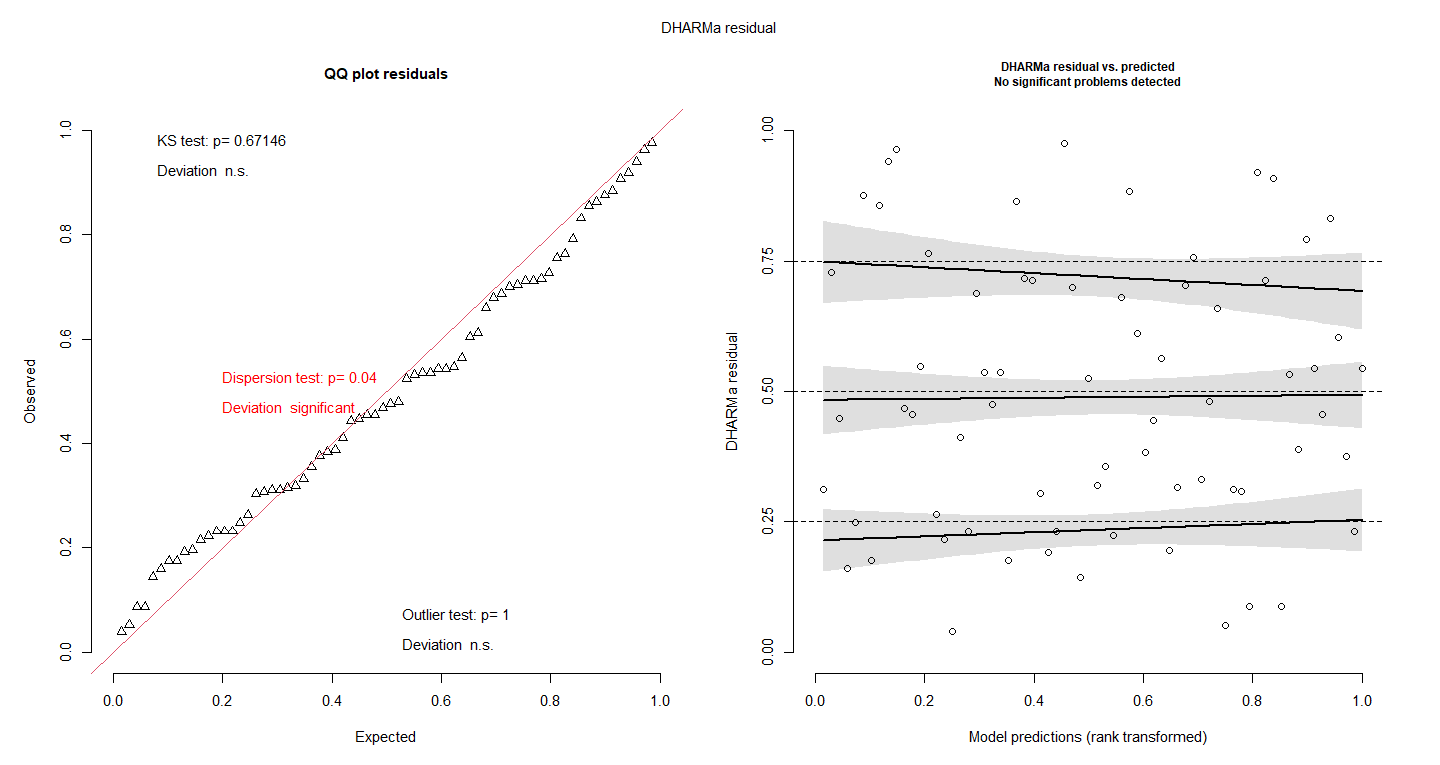 DHARMa residual
QQ plot residuals
KS test: p= 0.67146
Deviation  n.s.
Dispersion test: p= 0.04
Deviation  significant
Outlier test: p= 1
Deviation  n.s.
Observed
0.0
0.2
0.4
0.6
0.8
1.0
0.0
0.2
0.4
0.6
0.8
1.0
Expected
DHARMa residual vs. predicted
No significant problems detected
DHARMa residual
0.00
0.25
0.50
0.75
1.00
0.0
0.2
0.4
0.6
0.8
1.0
Model predictions (rank transformed)